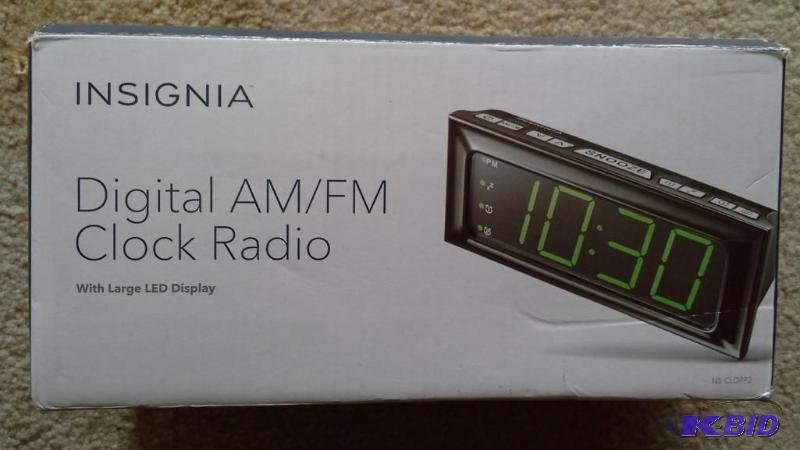 INSIGNIA
Digital AM/FM
Clock Radio
With Large LED Display
SNOOZE
PM
10:30
K-BID